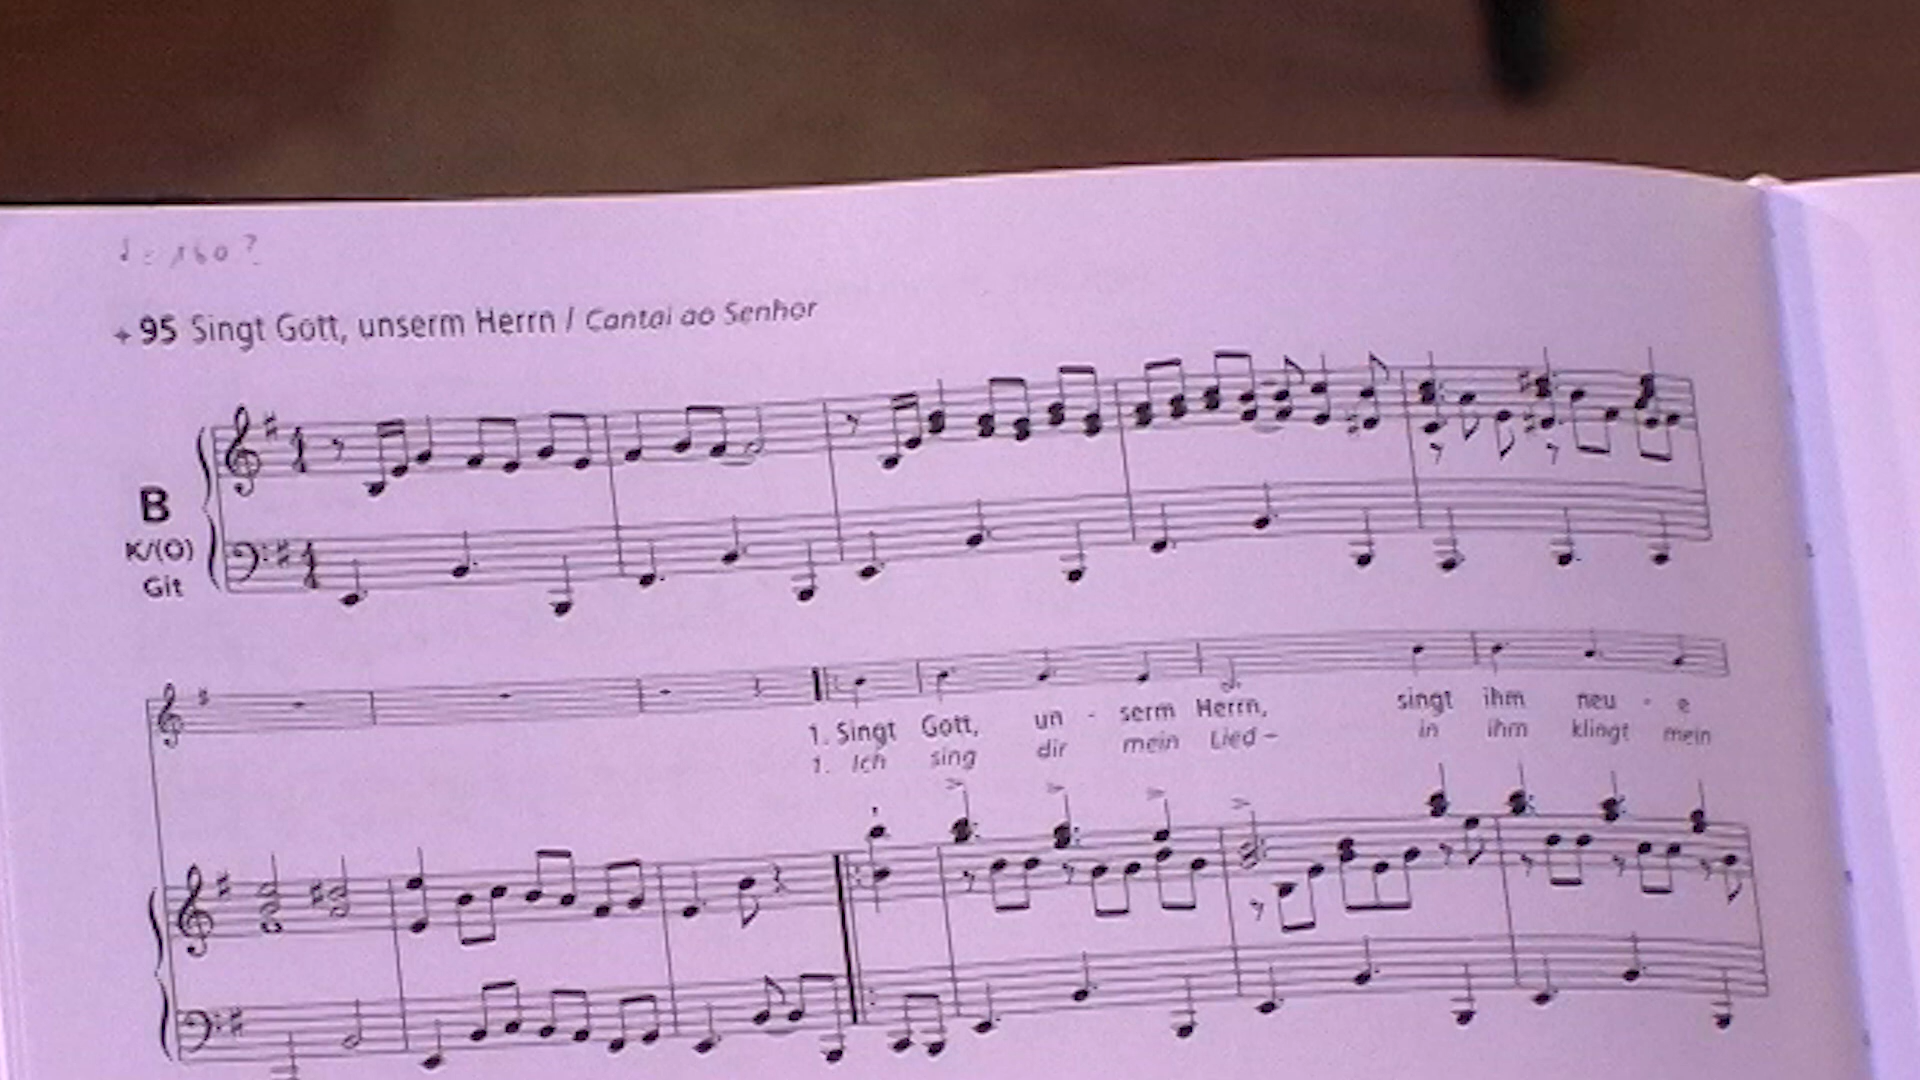 ♩ = 160 ?
+ 95 Singt Gott, unserm Herrn / Cantai ao Senhor
B
K/(O)
Git
1. Singt Gott, un - serm Herrn, singt ihm neu - e
1. Ich sing dir mein Lied – in ihm klingt mein